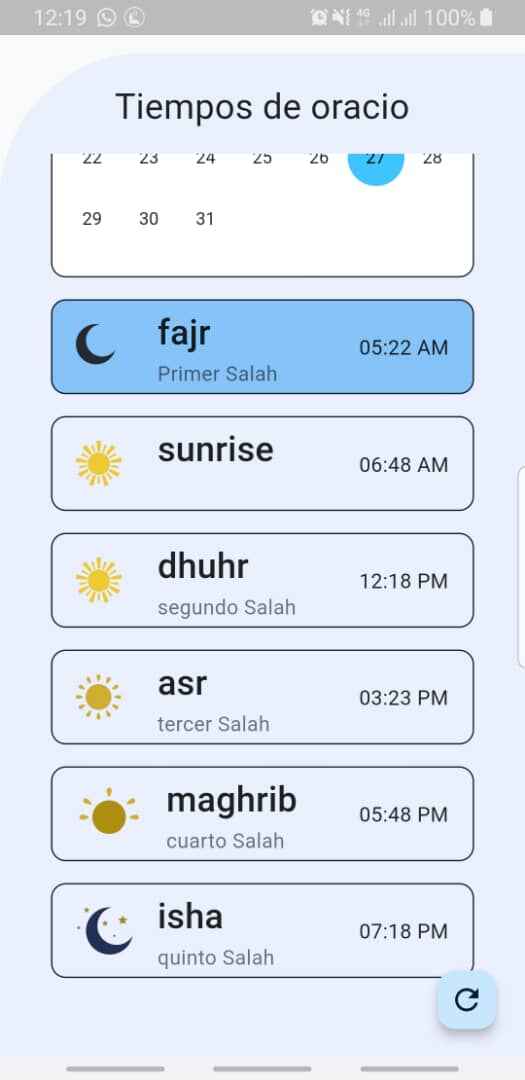 12:19 4G 100%
Tiempos de oracio
22 23 24 25 26 27 28
29 30 31
fajr
05:22 AM
Primer Salah
sunrise
06:48 AM
dhuhr
12:18 PM
segundo Salah
asr
03:23 PM
tercer Salah
maghrib
05:48 PM
cuarto Salah
isha
07:18 PM
quinto Salah